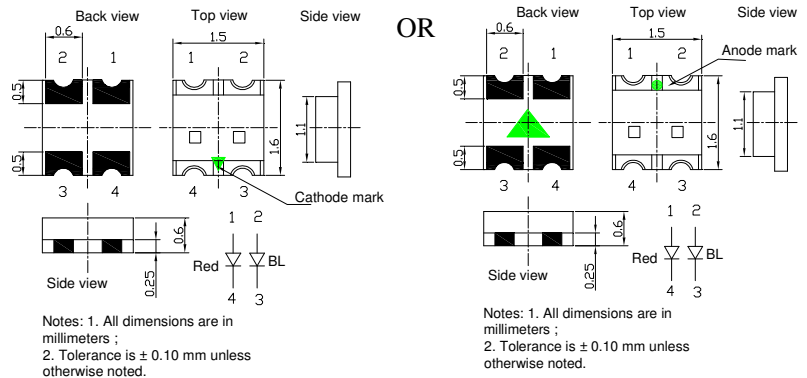 Back view
Top view
Side view
0.6
1.5
2
1
1
2
0.5
0.5
1.1
1.6
3
4
4
3
Cathode mark
1
2
0.6
0.25
Red
BL
Side view
4
3
Notes: 1. All dimensions are in
millimeters ;
2. Tolerance is ± 0.10 mm unless
otherwise noted.
OR
Back view
Top view
Side view
0.6
1.5
2
1
1
2
Anode mark
0.5
0.5
1.1
1.6
3
4
4
3
1
2
0.6
0.25
Red
BL
Side view
4
3
Notes: 1. All dimensions are in
millimeters ;
2. Tolerance is ± 0.10 mm unless
otherwise noted.